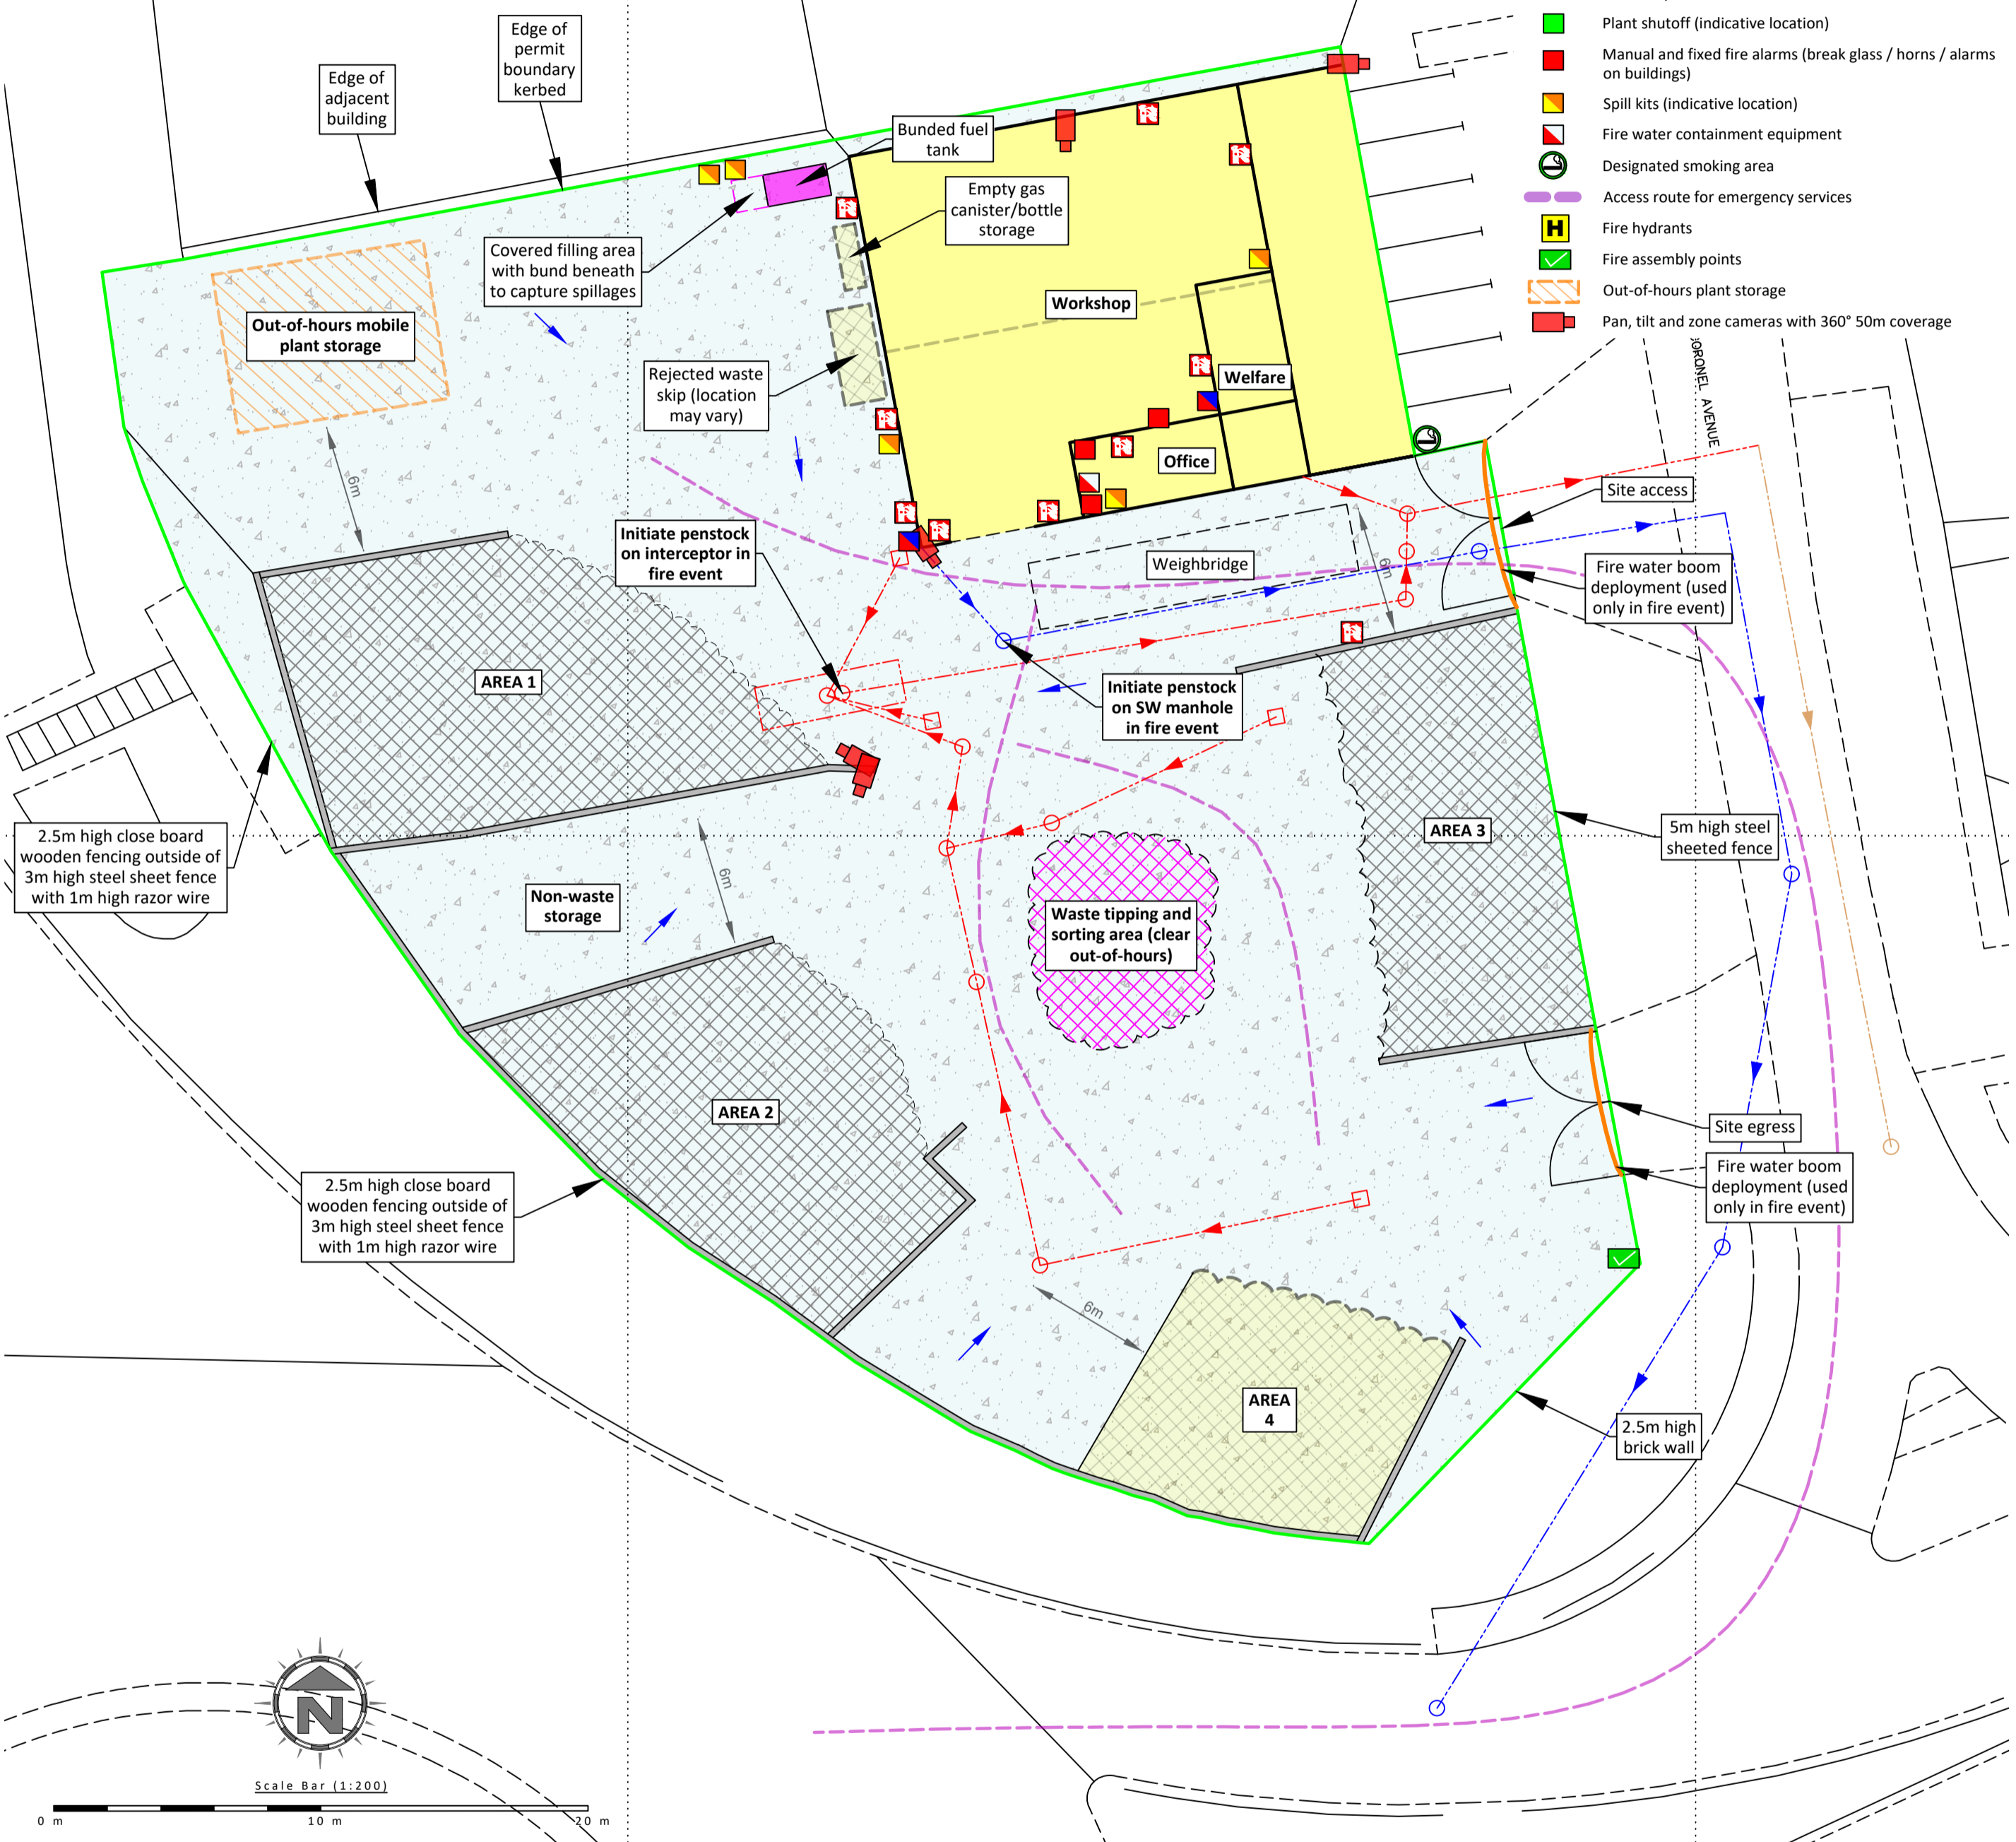 Plant shutoff (indicative location)
Manual and fixed fire alarms (break glass / horns / alarms
on buildings)
Spill kits (indicative location)
Fire water containment equipment
Designated smoking area
Access route for emergency services
H
Fire hydrants
Fire assembly points
Out-of-hours plant storage
Pan, tilt and zone cameras with 360° 50m coverage
Edge of
permit
boundary
kerbed
Edge of
adjacent
building
Bunded fuel
tank
Empty gas
canister/bottle
storage
Covered filling area
with bund beneath
to capture spillages
Out-of-hours mobile
plant storage
Workshop
Rejected waste
skip (location
may vary)
Welfare
Office
6m
Site access
Initiate penstock
on interceptor in
fire event
Weighbridge
6m
Fire water boom
deployment (used
only in fire event)
AREA 1
Initiate penstock
on SW manhole
in fire event
2.5m high close board
wooden fencing outside of
3m high steel sheet fence
with 1m high razor wire
AREA 3
5m high steel
sheeted fence
6m
Non-waste
storage
Waste tipping and
sorting area (clear
out-of-hours)
AREA 2
Site egress
Fire water boom
deployment (used
only in fire event)
2.5m high close board
wooden fencing outside of
3m high steel sheet fence
with 1m high razor wire
6m
AREA
4
2.5m high
brick wall
N
Scale Bar (1:200)
0 m 10 m 20 m
AVENUE